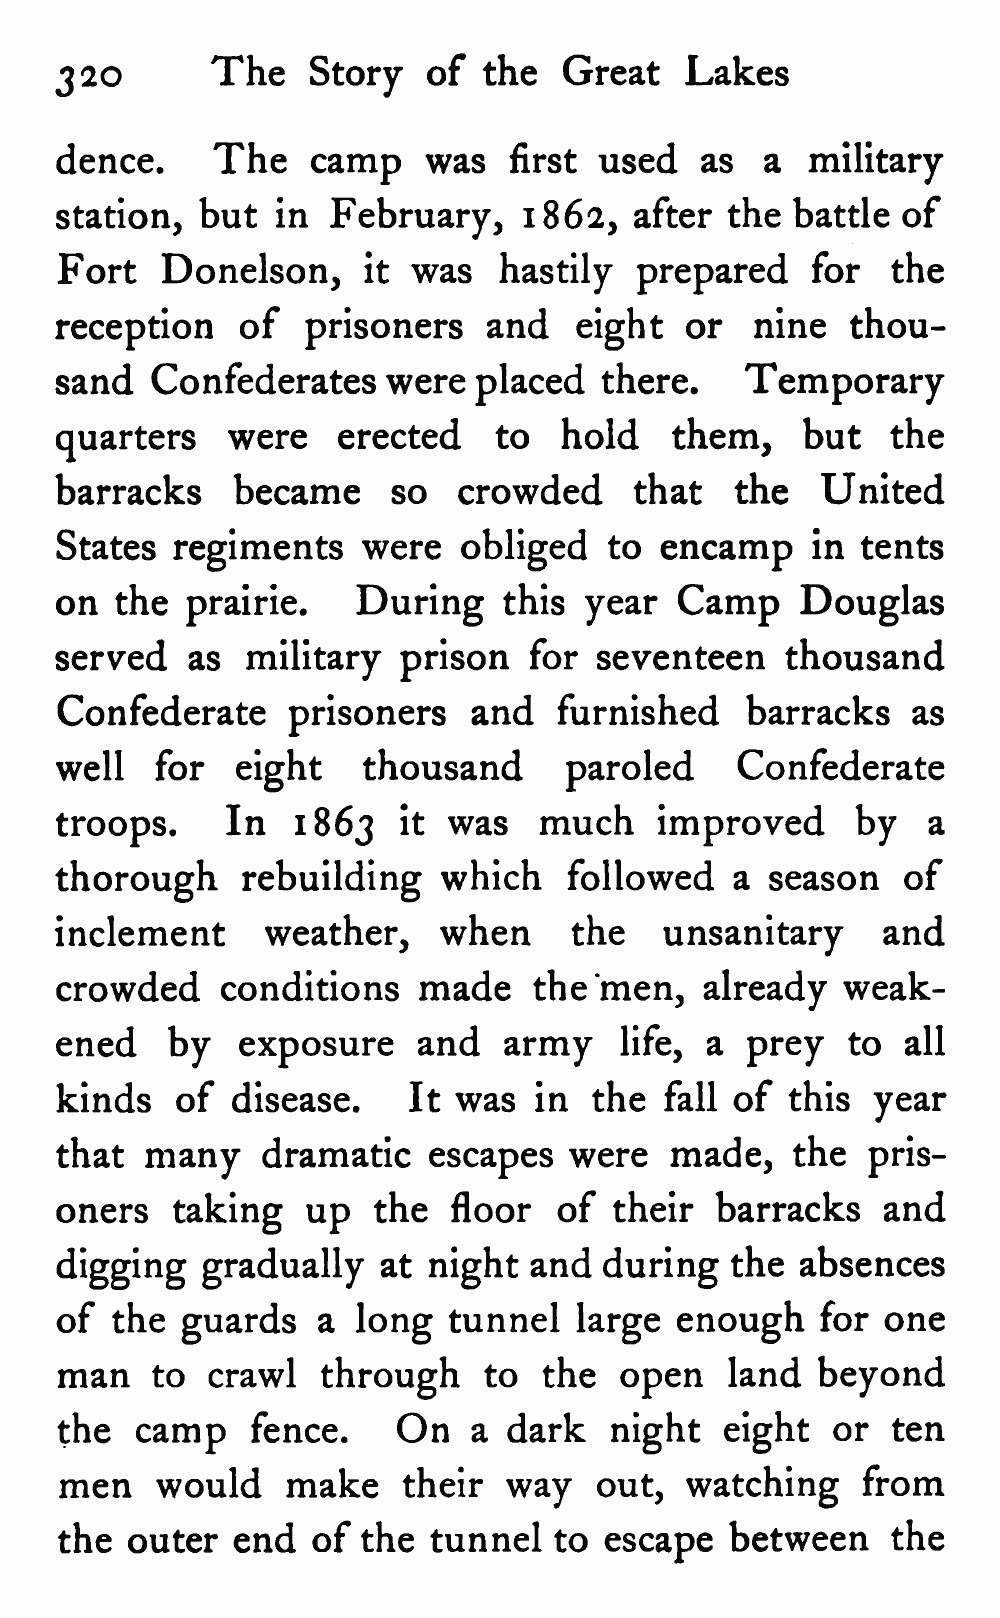 320 The Story of the Great Lakes
dence. The camp was first used as a military
station, but in February, 1862, after the battle of
Fort Donelson, it was hastily prepared for the
reception of prisoners and eight or nine thou-
sand Confederates were placed there. Temporary
quarters were erected to hold them, but the
barracks became so crowded that the United
States regiments were obliged to encamp in tents
on the prairie. During this year Camp Douglas
served as military prison for seventeen thousand
Confederate prisoners and furnished barracks as
well for eight thousand paroled Confederate
troops. In 1863 it was much improved by a
thorough rebuilding which followed a season of
inclement weather, when the unsanitary and
crowded conditions made the men, already weak-
ened by exposure and army life, a prey to all
kinds of disease. It was in the fall of this year
that many dramatic escapes were made, the pris-
oners taking up the floor of their barracks and
digging gradually at night and during the absences
of the guards a long tunnel large enough for one
man to crawl through to the open land beyond
the camp fence. On a dark night eight or ten
men would make their way out, watching from
the outer end of the tunnel to escape between the